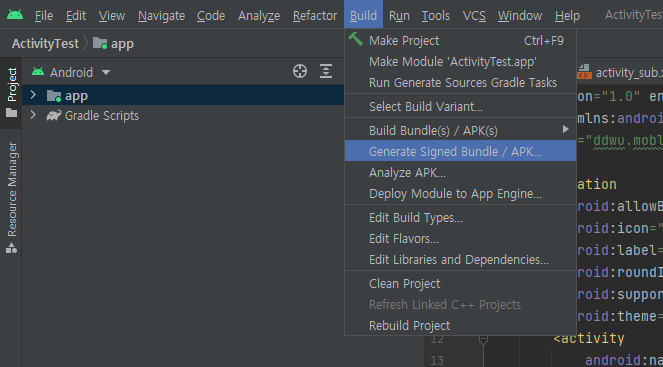 File Edit View Navigate Code Analyze Refactor Build Run Tools VCS Window Help ActivityTest
ActivityTest app
Project
Resource Manager
Android
app
Gradle Scripts
Make Project Ctrl+F9
Make Module 'ActivityTest.app'
Run Generate Sources Gradle Tasks
Select Build Variant...
Build Bundle(s) / APK(s)
Generate Signed Bundle / APK...
Analyze APK...
Deploy Module to App Engine...
Edit Build Types...
Edit Flavors...
Edit Libraries and Dependencies...
Clean Project
Refresh Linked C++ Projects
Rebuild Project
activity_sub.x
on="1.0" en
mlns:androi
="ddwu.mobl
ation
roid:allowB
roid:icon="
roid:label=
roid:roundI
roid:suppor
roid:theme=
12 <activity
13 android:na